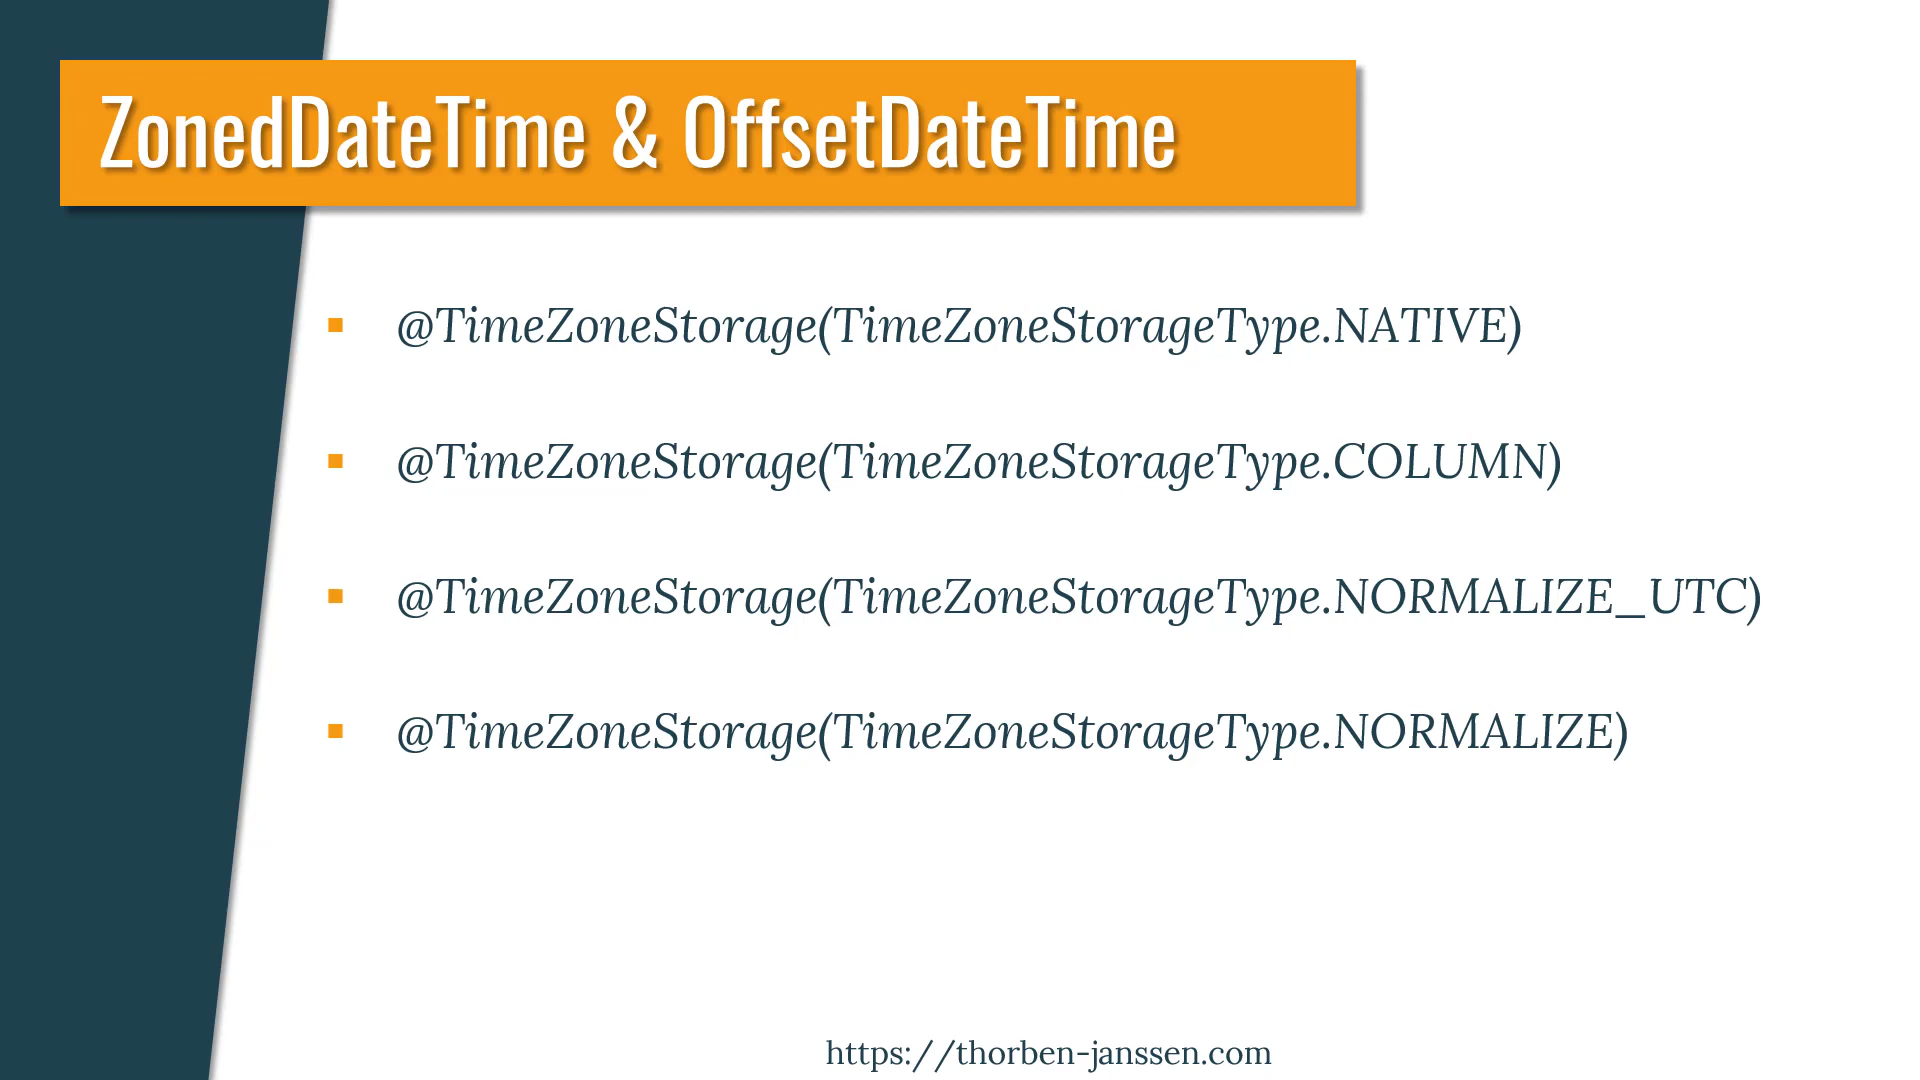 ZonedDateTime & OffsetDateTime
@TimeZoneStorage(TimeZoneStorageType.NATIVE)
@TimeZoneStorage(TimeZoneStorageType.COLUMN)
@TimeZoneStorage(TimeZoneStorageType.NORMALIZE_UTC)
@TimeZoneStorage(TimeZoneStorageType.NORMALIZE)
https://thorben-janssen.com